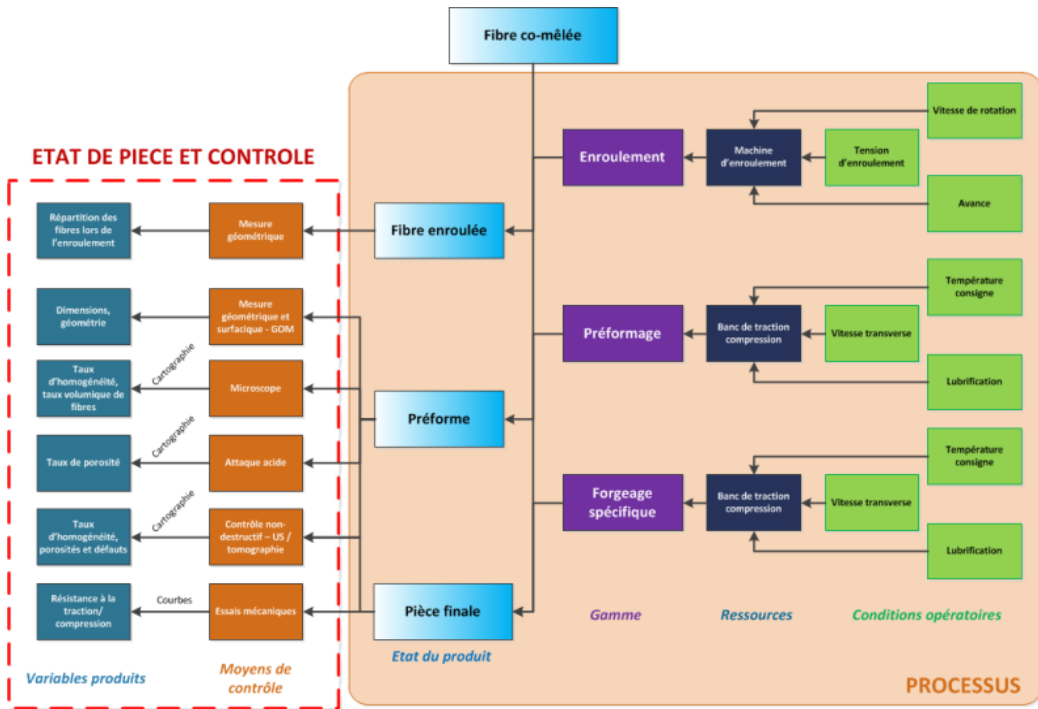 Fibre co-mêlée
ETAT DE PIECE ET CONTROLE
Répartition des
fibres lors de
l'enroulement
Mesure
géométrique
Fibre enroulée
Enroulement
Machine
d'enroulement
Vitesse de rotation
Tension
d'enroulement
Avance
Dimensions,
géométrie
Mesure
géométrique et
surfacique - GOM
Préformage
Banc de traction
compression
Température
consigne
Vitesse transverse
Lubrification
Cartographie
Taux
d'homogénéité,
taux volumique de
fibres
Microscope
Préforme
Cartographie
Taux de porosité
Attaque acide
Forgeage
spécifique
Banc de traction
compression
Température
consigne
Vitesse transverse
Lubrification
Cartographie
Taux
d'homogénéité,
porosités et défauts
Contrôle non-
destructif – US /
tomographie
Résistance à la
traction/
compression
Courbes
Essais mécaniques
Pièce finale
Variables produits
Moyens de
contrôle
Etat du produit
Gamme
Ressources
Conditions opératoires
PROCESSUS